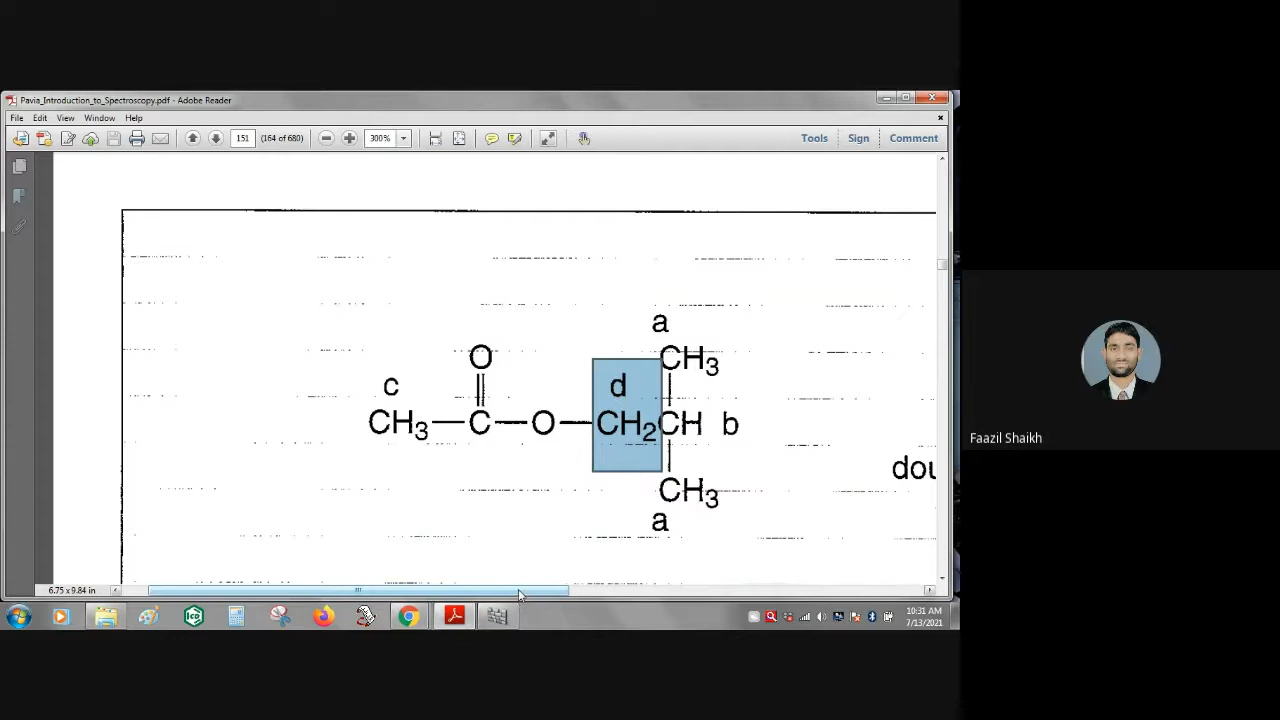 Pavia_Introduction_to_Spectroscopy.pdf - Adobe Reader
File Edit View Window Help
151 (164 of 680) 300% Tools Sign Comment
a
O CH3
c d
CH3—C—O—CH2CH b
dou
CH3
a
Faazil Shaikh
6.75 x 9.84 in
10:31 AM
7/13/2021